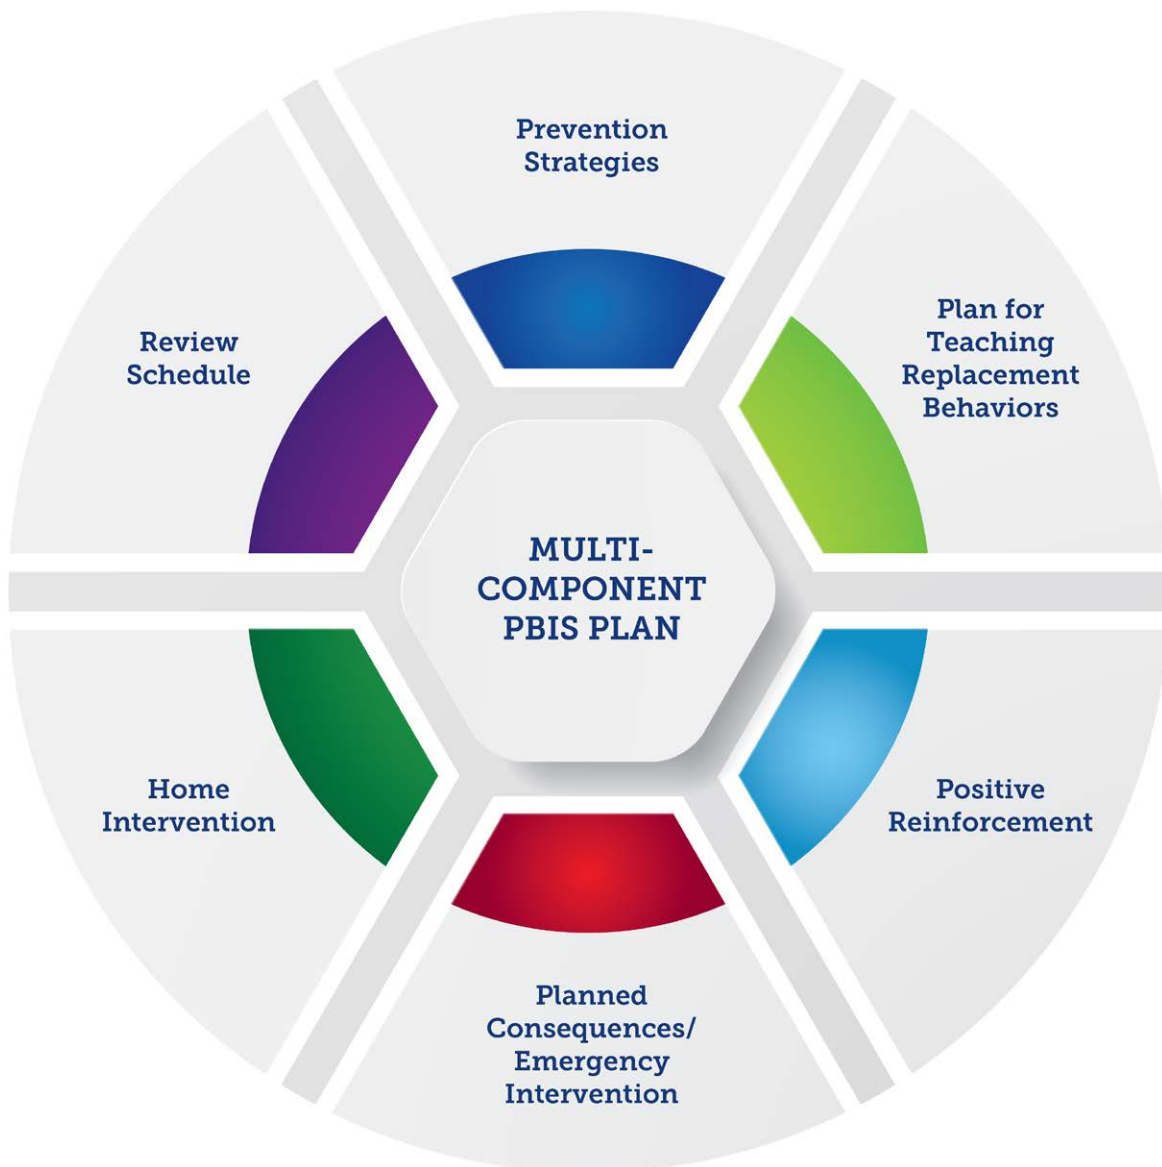 Prevention
Strategies
Plan for
Teaching
Replacement
Behaviors
Positive
Reinforcement
Planned
Consequences/
Emergency
Intervention
Home
Intervention
Review
Schedule
MULTI-
COMPONENT
PBIS PLAN